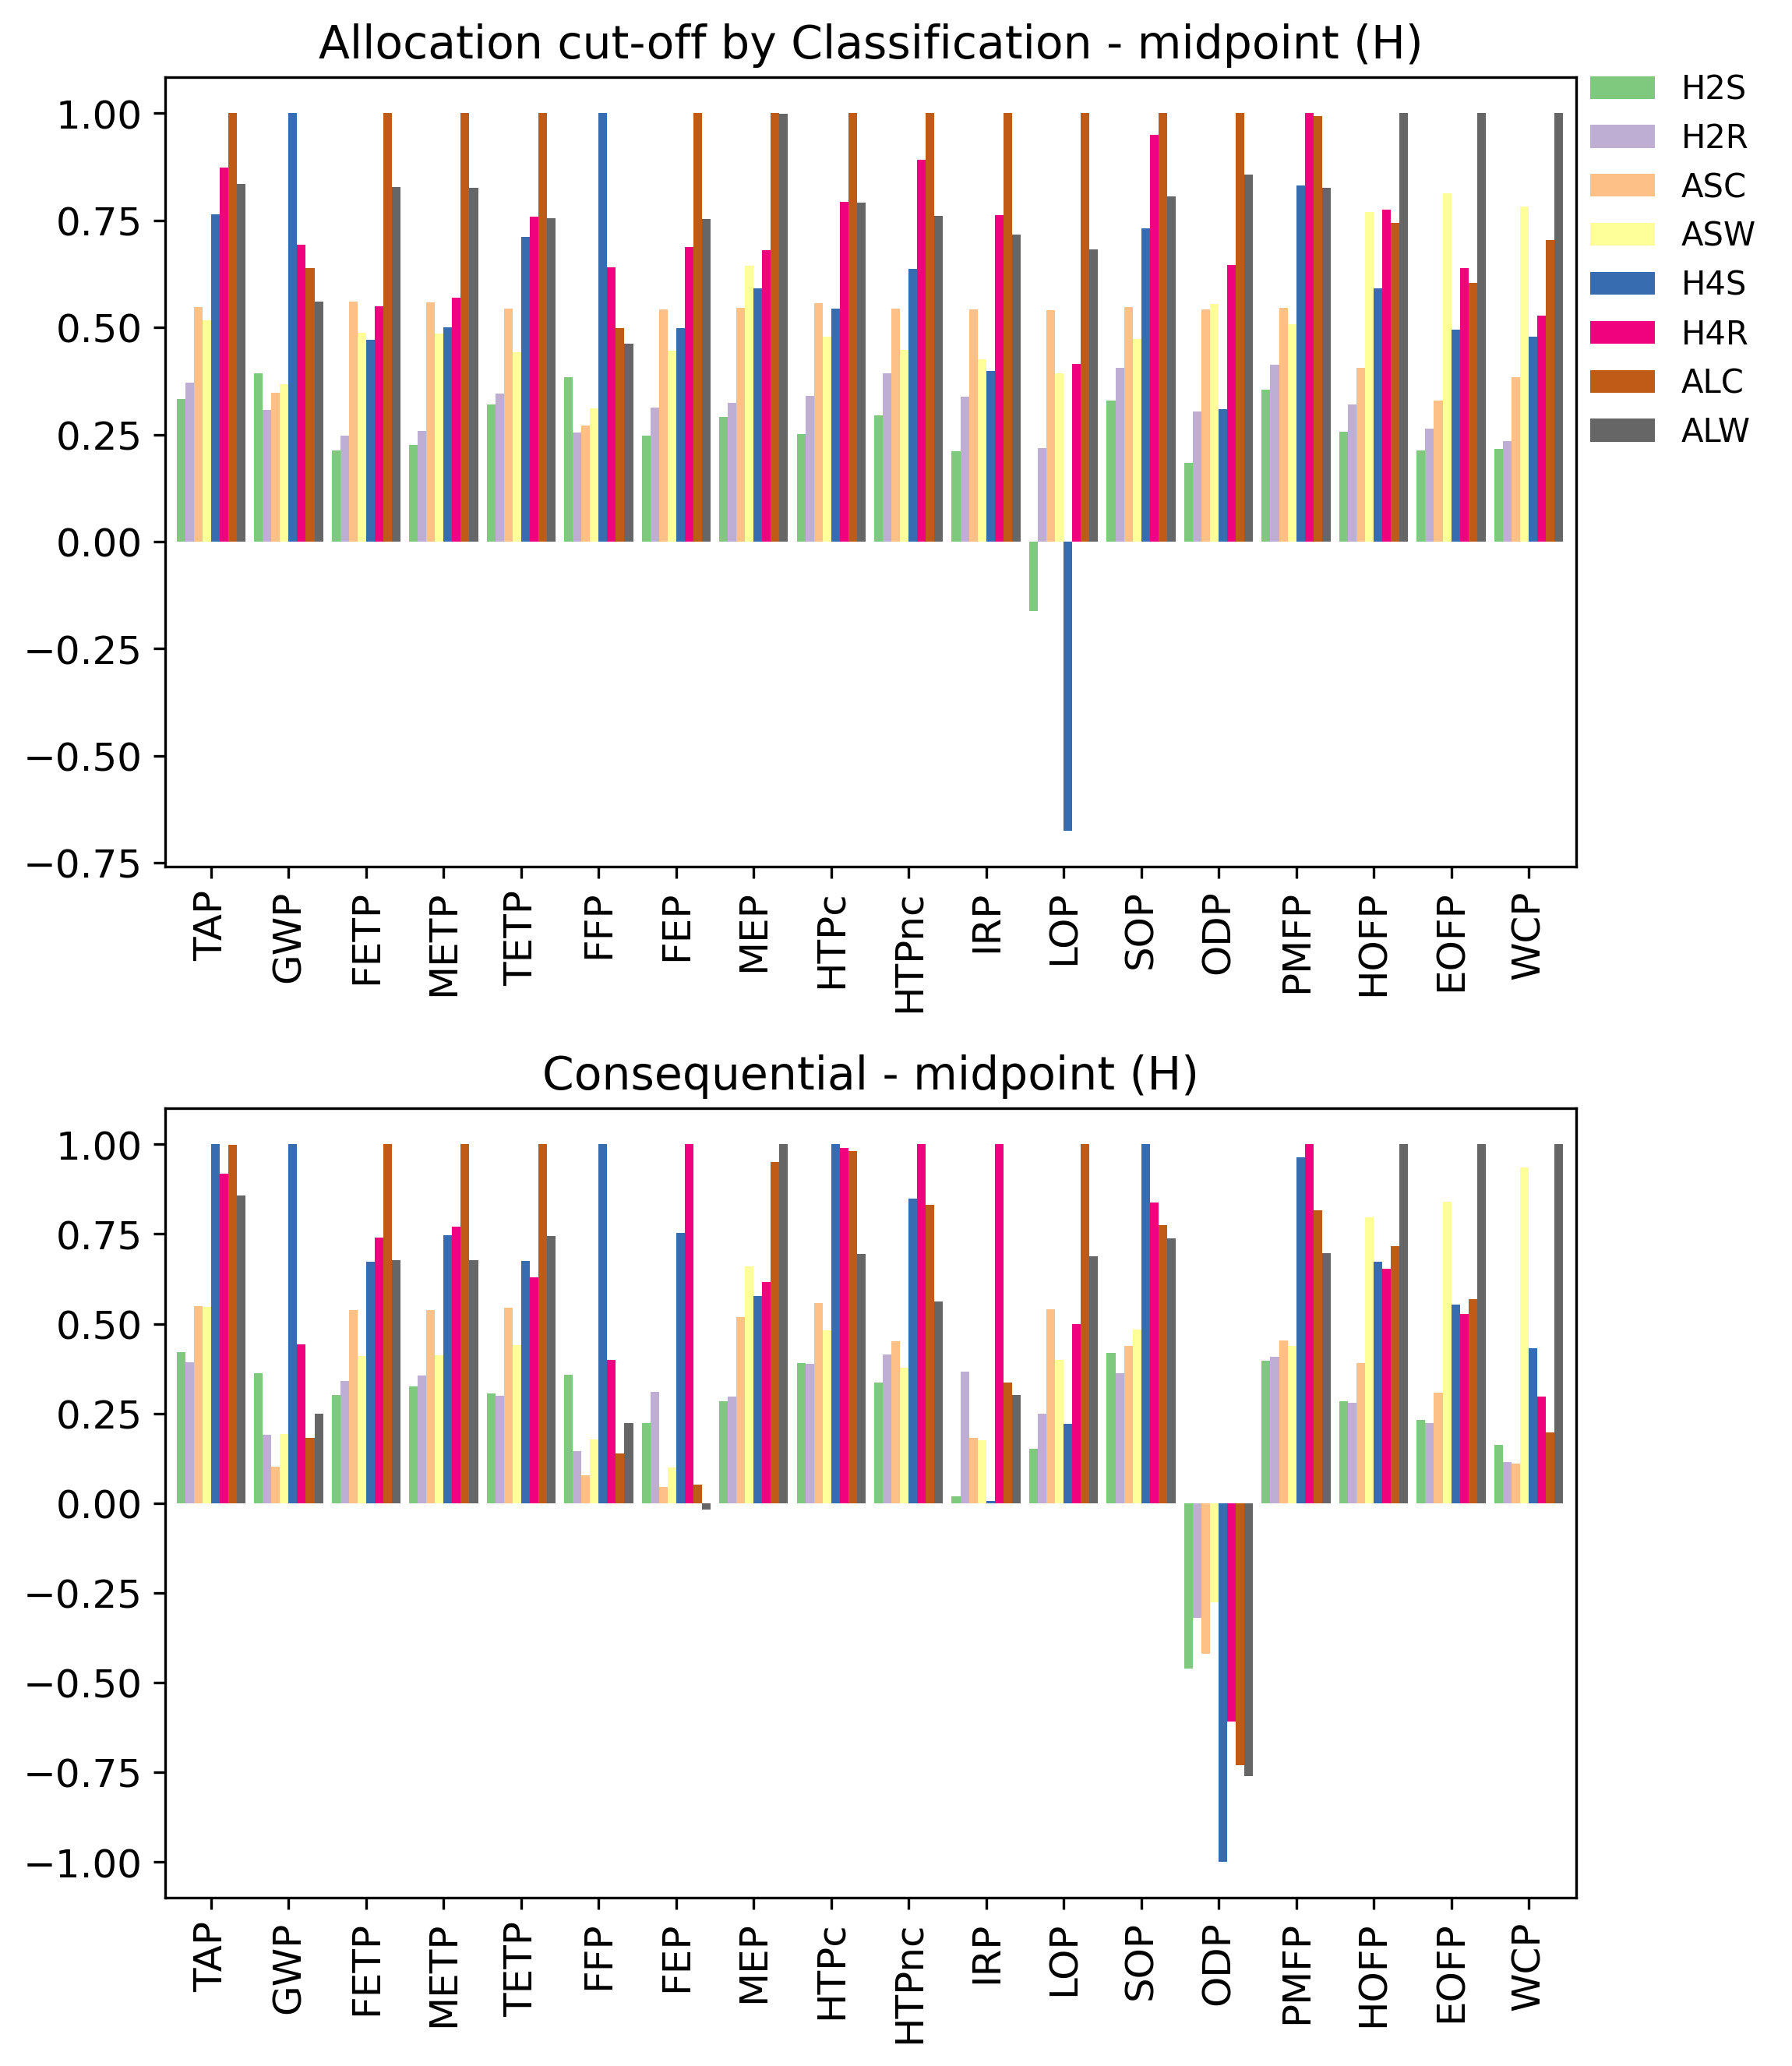 Allocation cut-off by Classification - midpoint (H)
H2S
H2R
ASC
ASW
H4S
H4R
ALC
ALW
1.00
0.75
0.50
0.25
0.00
−0.25
−0.50
−0.75
TAP
GWP
FETP
METP
TETP
FFP
FEP
MEP
HTPc
HTPnc
IRP
LOP
SOP
ODP
PMFP
HOFP
EOFP
WCP
Consequential - midpoint (H)
1.00
0.75
0.50
0.25
0.00
−0.25
−0.50
−0.75
−1.00
TAP
GWP
FETP
METP
TETP
FFP
FEP
MEP
HTPc
HTPnc
IRP
LOP
SOP
ODP
PMFP
HOFP
EOFP
WCP